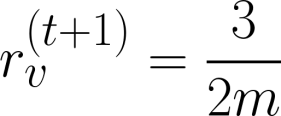 r_v^{(t+1)} = \frac{3}{2m}